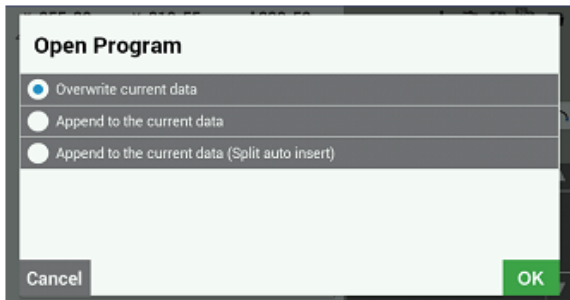 Open Program
Overwrite current data
Append to the current data
Append to the current data (Split auto insert)
Cancel
OK